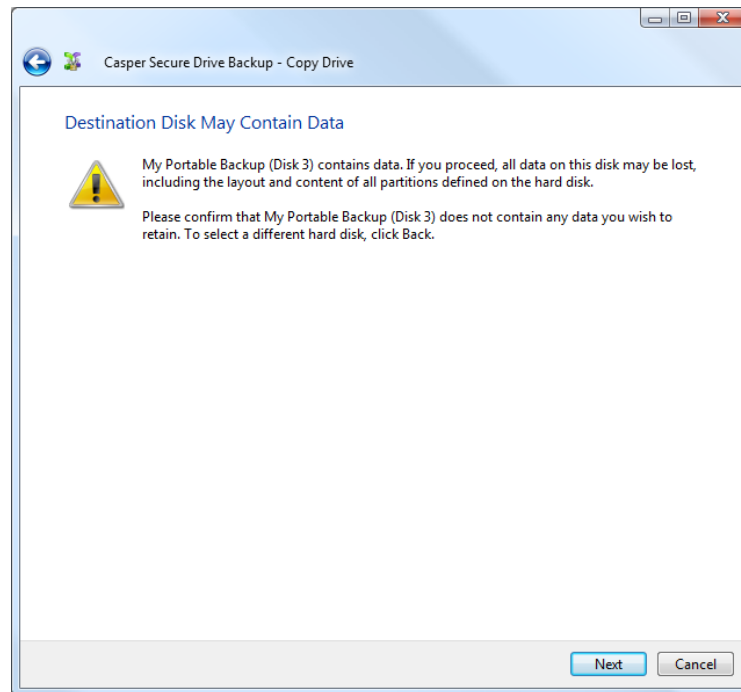 Casper Secure Drive Backup - Copy Drive
Destination Disk May Contain Data
My Portable Backup (Disk 3) contains data. If you proceed, all data on this disk may be lost,
including the layout and content of all partitions defined on the hard disk.
Please confirm that My Portable Backup (Disk 3) does not contain any data you wish to
retain. To select a different hard disk, click Back.
Next Cancel